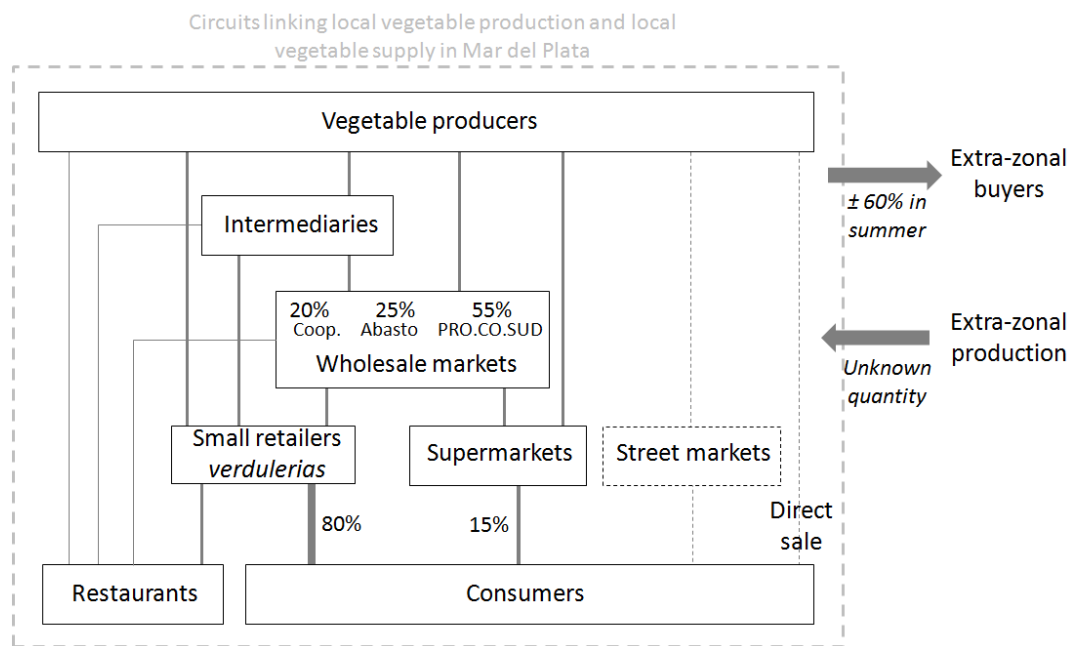 Circuits linking local vegetable production and local
vegetable supply in Mar del Plata
Vegetable producers
Extra-zonal
buyers
± 60% in
summer
Intermediaries
20% 25% 55%
Coop. Abasto PRO.CO.SUD
Wholesale markets
Extra-zonal
production
Unknown
quantity
Small retailers
verdulerias
Supermarkets
Street markets
80%
15%
Direct
sale
Restaurants
Consumers